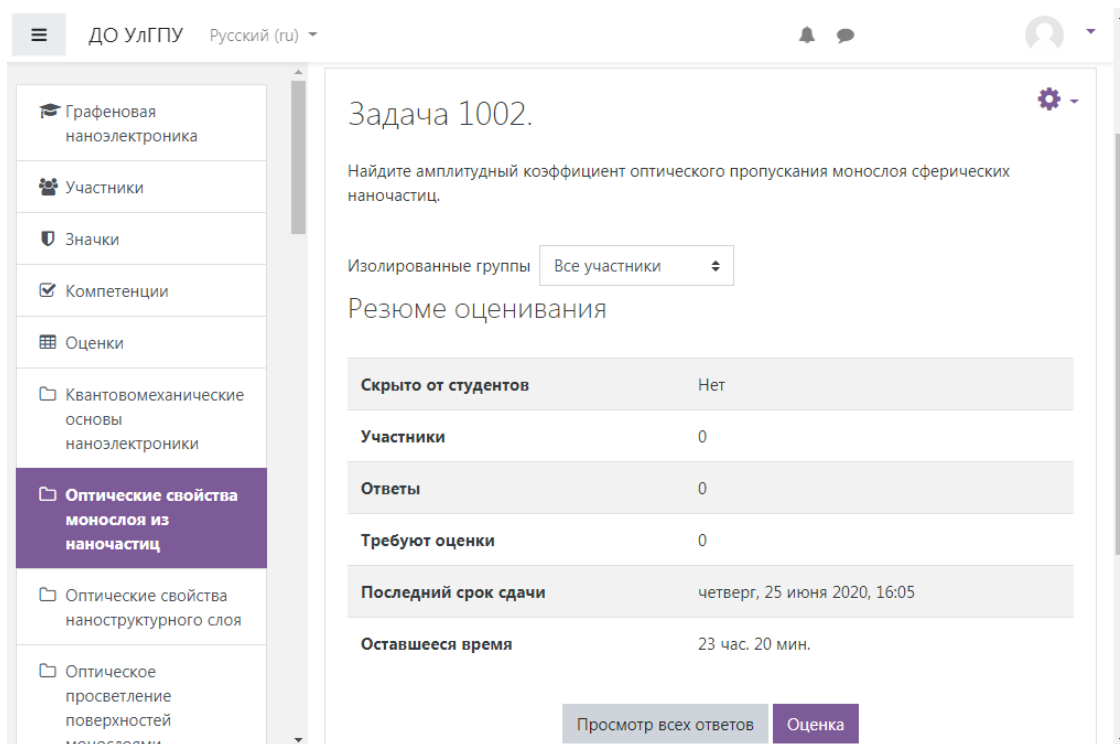 ДО УлГПУ Русский (ru)
Графеновая
наноэлектроника
Участники
Значки
Компетенции
Оценки
Квантовомеханические
основы
наноэлектроники
Оптические свойства
монослоя из
наночастиц
Оптические свойства
наноструктурного слоя
Оптическое
просветление
поверхностей
монослоями
Задача 1002.
Найдите амплитудный коэффициент оптического пропускания монослоя сферических
наночастиц.
Изолированные группы Все участники
Резюме оценивания
Скрыто от студентов Нет
Участники 0
Ответы 0
Требуют оценки 0
Последний срок сдачи четверг, 25 июня 2020, 16:05
Оставшееся время 23 час. 20 мин.
Просмотр всех ответов Оценка